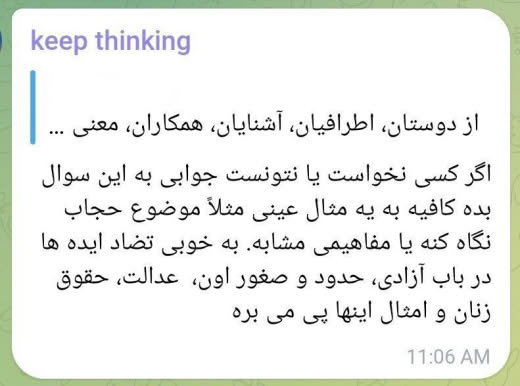 keep thinking
از دوستان، اطرافیان، آشنایان، همکاران، معنی ...
اگر کسی نخواست یا نتونست جوابی به این سوال
بده کافیه به یه مثال عینی مثلاً موضوع حجاب
نگاه کنه یا مفاهیمی مشابه. به خوبی تضاد ایده ها
در باب آزادی، حدود و صغور اون، عدالت، حقوق
زنان و امثال اینها پی می بره
11:06 AM